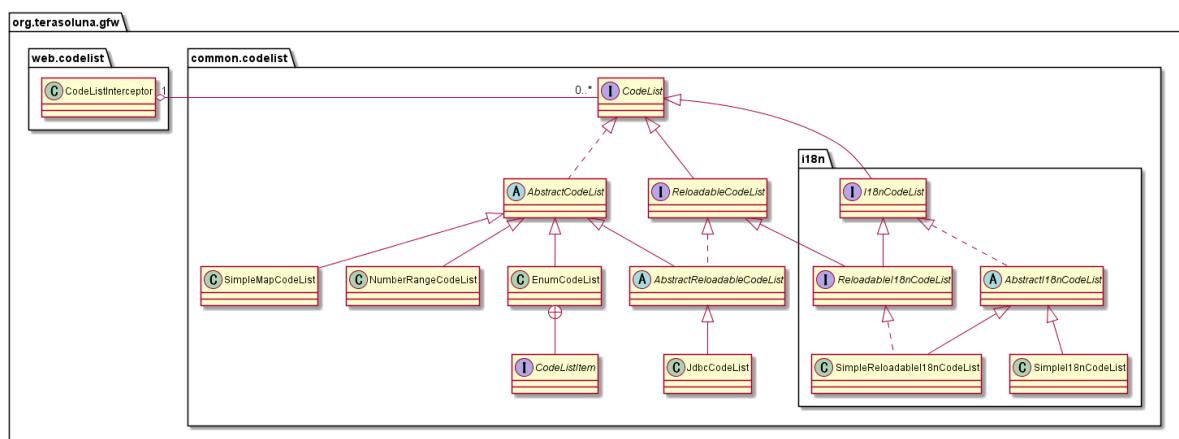 org.terasoluna.gfw
web.codelist
common.codelist
C CodeListInterceptor
1
0..*
I CodeList
i18n
A AbstractCodeList
I ReloadableCodeList
I I18nCodeList
C SimpleMapCodeList
C NumberRangeCodeList
C EnumCodeList
A AbstractReloadableCodeList
I ReloadableI18nCodeList
A AbstractI18nCodeList
I CodeListItem
C JdbcCodeList
C SimpleReloadableI18nCodeList
C SimpleI18nCodeList